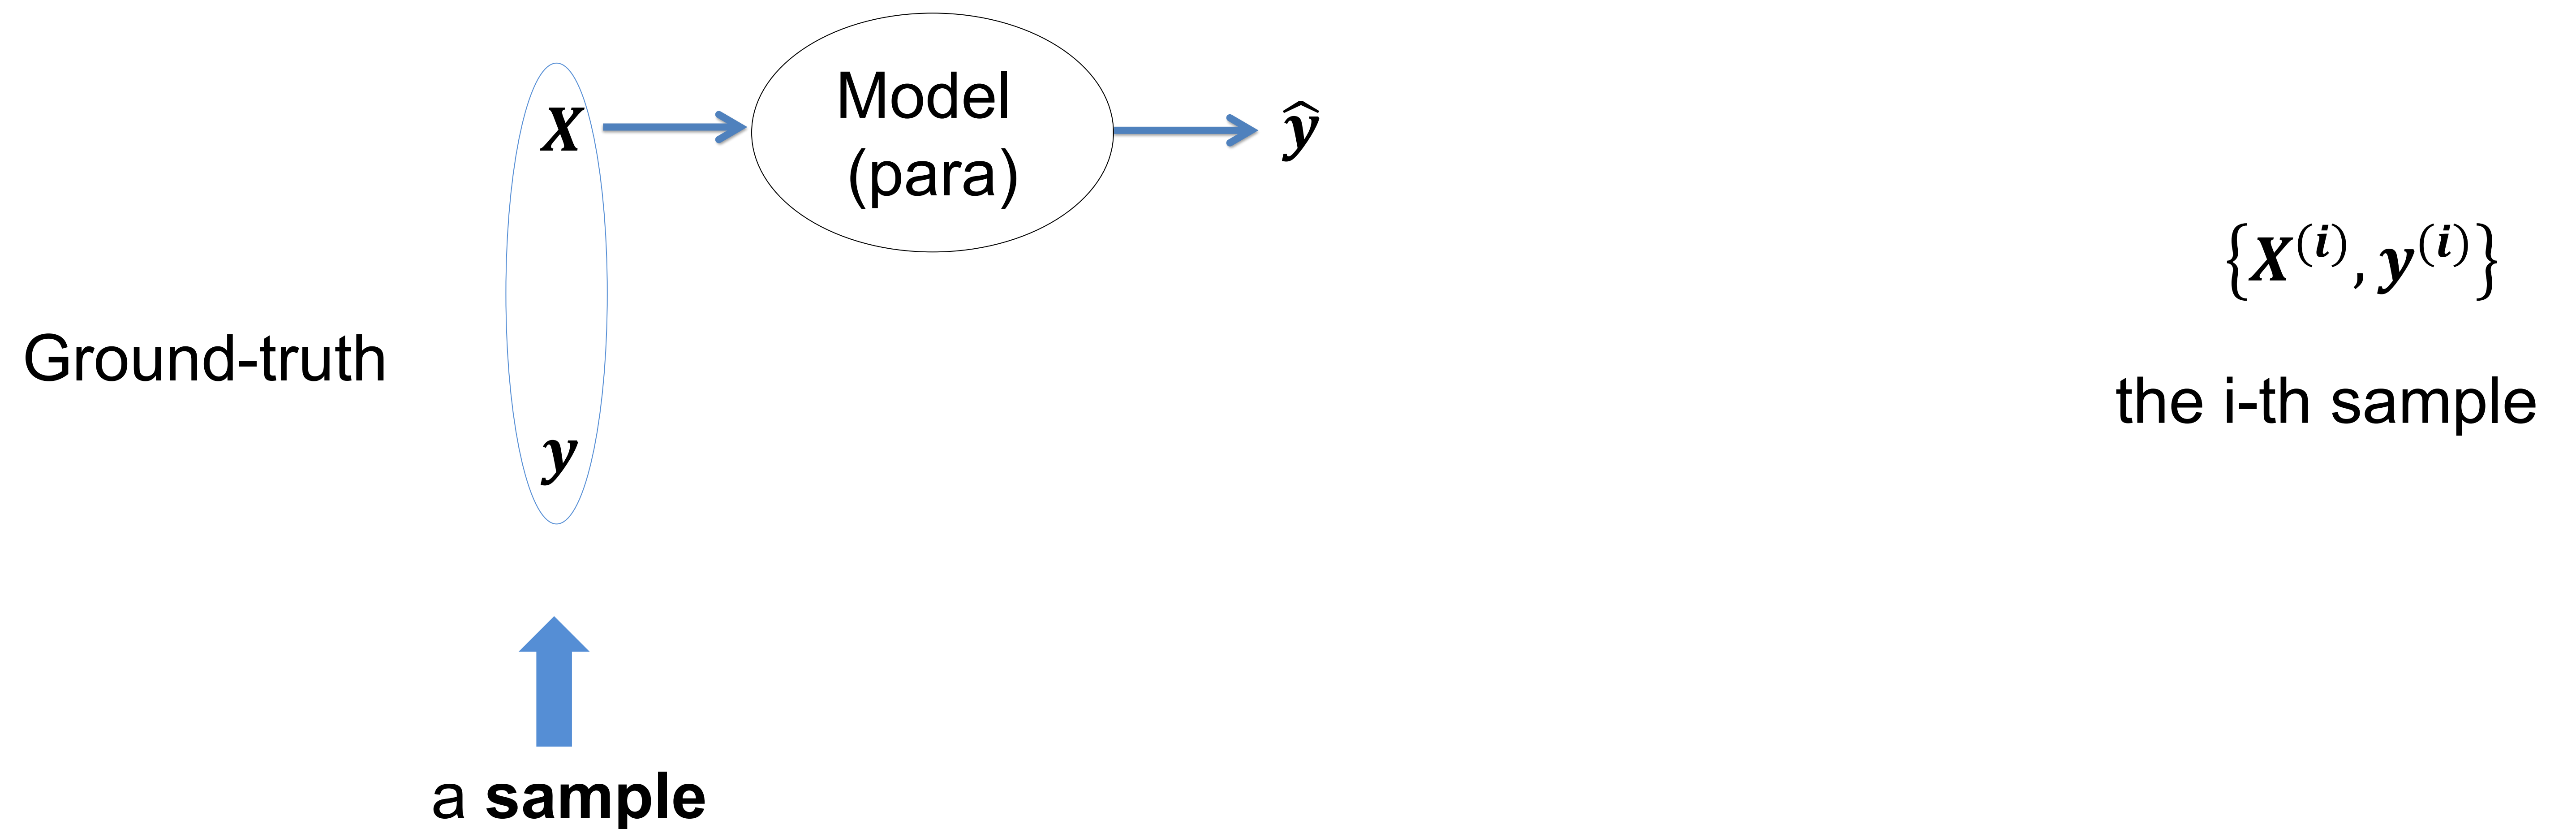 Model
(para)
X
ŷ
{X⁽ⁱ⁾, y⁽ⁱ⁾}
Ground-truth
the i-th sample
y
a sample